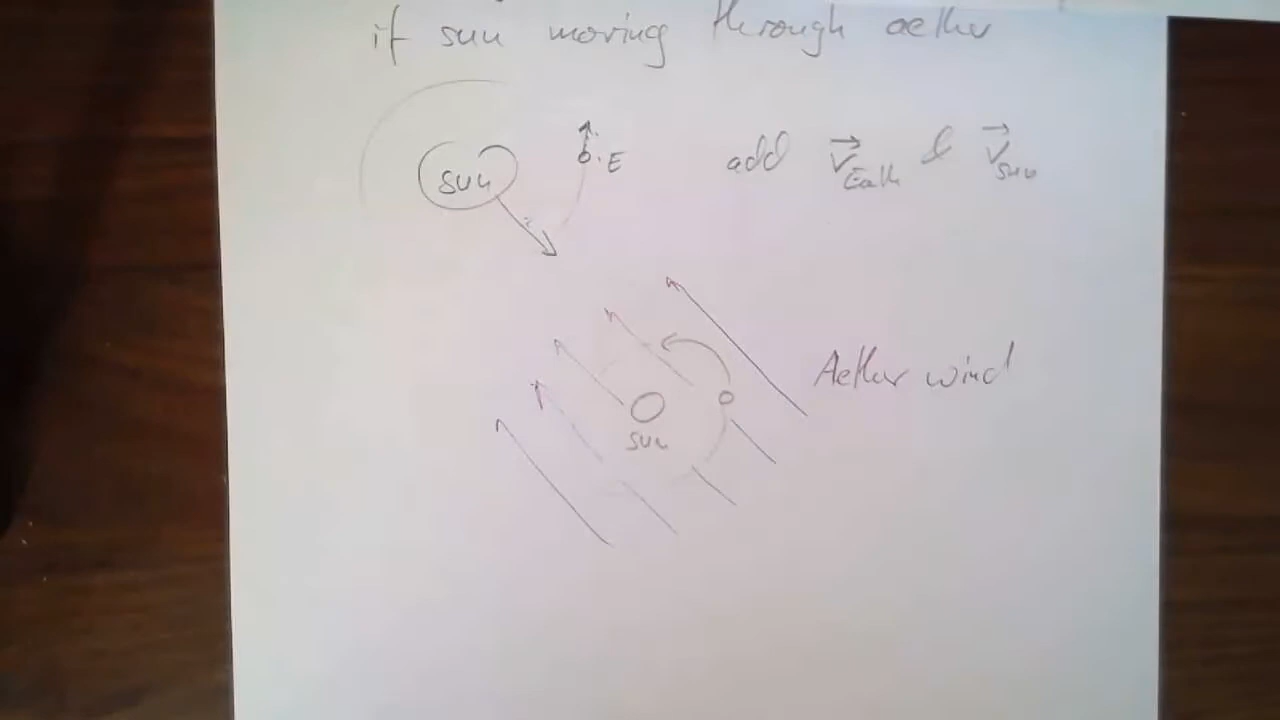 if sun moving through aether
sun
E
add v⃗ Earth & v⃗ sun
Aether wind
sun